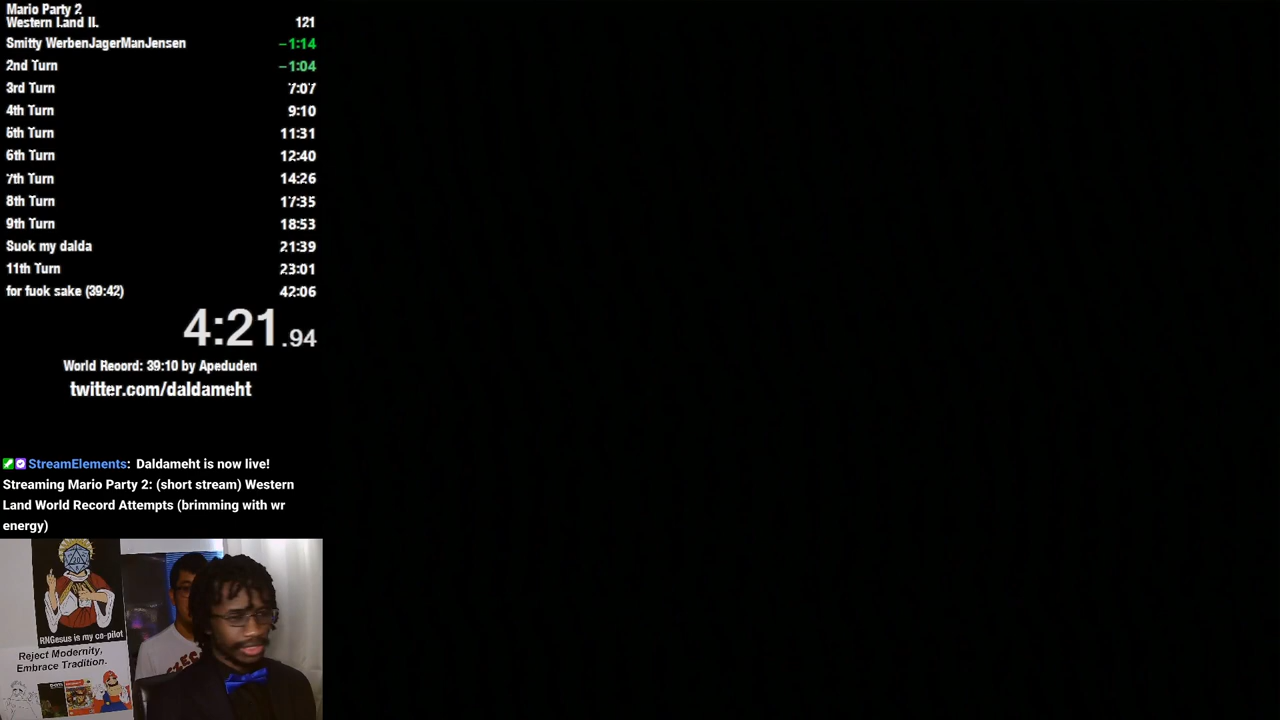 Mario Party 2
Western Land II. 121
Smitty WerbenJagerManJensen −1:14
2nd Turn −1:04
3rd Turn 7:07
4th Turn 9:10
5th Turn 11:31
6th Turn 12:40
7th Turn 14:26
8th Turn 17:35
9th Turn 18:53
Suok my dalda 21:39
11th Turn 23:01
for fuok sake (39:42) 42:06
4:21.94
World Reoord: 39:10 by Apeduden
twitter.com/daldameht
StreamElements: Daldameht is now live!
Streaming Mario Party 2: (short stream) Western
Land World Record Attempts (brimming with wr
energy)
RNGesus is my co-pilot
Reject Modernity,
Embrace Tradition.